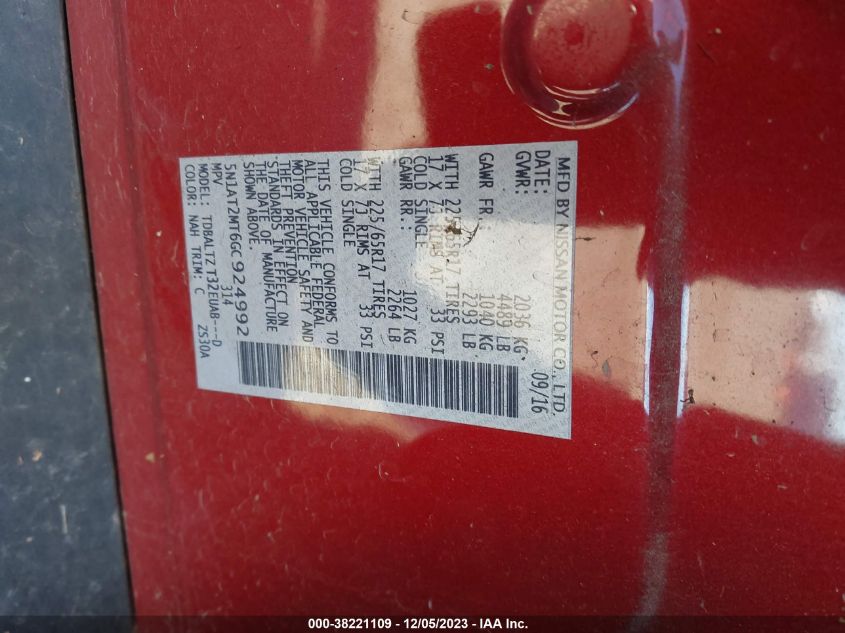 MFD BY NISSAN MOTOR CO., LTD.
DATE: 09/16
GVWR: 2036 KG
4489 LB
GAWR FR.: 1040 KG
2293 LB
WITH 225/65R17 TIRES
17 X 7J RIMS AT 33 PSI
COLD SINGLE
GAWR RR.: 1027 KG
2264 LB
WITH 225/65R17 TIRES
17 X 7J RIMS AT 33 PSI
COLD SINGLE
THIS VEHICLE CONFORMS TO
ALL APPLICABLE FEDERAL
MOTOR VEHICLE SAFETY AND
THEFT PREVENTION
STANDARDS IN EFFECT ON
THE DATE OF MANUFACTURE
SHOWN ABOVE.
5N1AT2MT6GC924992
MPV 314
MODEL: TDBALTZ T32EUAB---D
COLOR: NAH TRIM: C ZS30A
000-38221109 - 12/05/2023 - IAA Inc.